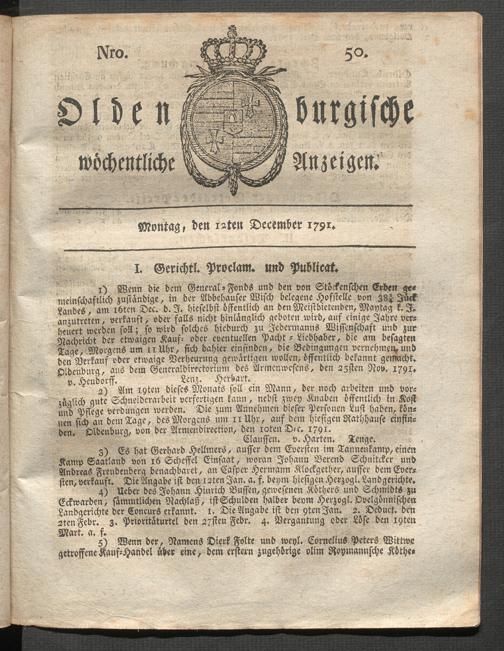 Nro. 50.
Oldenburgische
wöchentliche Anzeigen.
Montag, den 12ten December 1791.
I. Gerichtl. Proclam. und Publicat.
1) Wenn die dem General-Fonds und den von Stöckenschen Erben ge-
meinschaftlich zuständige, in der Abbehauser Wisch belegene Hofstelle von 38¾ Jück
Landes, am 16ten Dec. d. J. hieselbst öffentlich an den Meistbietenden, Maytag k. J.
anzutreten, verkauft, oder falls nicht hinlänglich geboten wird, auf einige Jahre ver-
heuert werden soll; so wird solches hiedurch zu Jedermanns Wissenschaft und zur
Nachricht der etwaigen Kauf- oder eventuellen Pacht-Liebhaber, die am besagten
Tage, Morgens um 11 Uhr, sich dahier einfinden, die Bedingungen vernehmen, und
den Verkauf oder etwaige Verheurung gewärtigen wollen, öffentlich bekannt gemacht.
Oldenburg, aus dem Generaldirectorium des Armenwesens, den 25sten Nov. 1791.
v. Hendorff. Lenz. Herbart.
2) Am 19ten dieses Monats soll ein Mann, der noch arbeiten und vor-
züglich gute Schneiderarbeit verfertigen kann, nebst zwey Knaben öffentlich in Kost
und Pflege verdungen werden. Die zum Annehmen dieser Personen Lust haben, kön-
nen sich an dem Tage, des Morgens um 11 Uhr, auf dem hiesigen Rathhause einfin-
den. Oldenburg, von der Armendirection, den 10ten Dec. 1791.
Claussen. v. Harten. Tenge.
3) Es hat Gerhard Hellmers, ausser dem Eversten im Tannenkamp, einen
Kamp Saatland von 16 Scheffel Einsaat, woran Johann Berend Schnitcker und
Andreas Freudenberg benachbart, an Casper Hermann Klockgether, ausser dem Ever-
sten, verkauft. Die Angabe ist den 12ten Jan. a. f. beym hiesigen Herzogl. Landgerichte.
4) Ueber des Johann Hinrich Bussen, gewesenen Köthers und Schmidts zu
Eckwarden, sämmtlichen Nachlaß, ist Schulden halber beym Herzogl. Ovelgönnischen
Landgerichte der Concurs erkannt. 1. Die Angabe ist den 9ten Jan. 2. Deduct. den
2ten Febr. 3. Prioritäturtel den 27sten Febr. 4. Vergantung oder Löse den 19ten
Mart. a. f.
5) Wenn der, Namens Dierk Folte und weyl. Cornelius Peters Wittwe
getroffene Kauf-Handel über eine, dem erstern zugehörige olim Roymannsche Köthe-